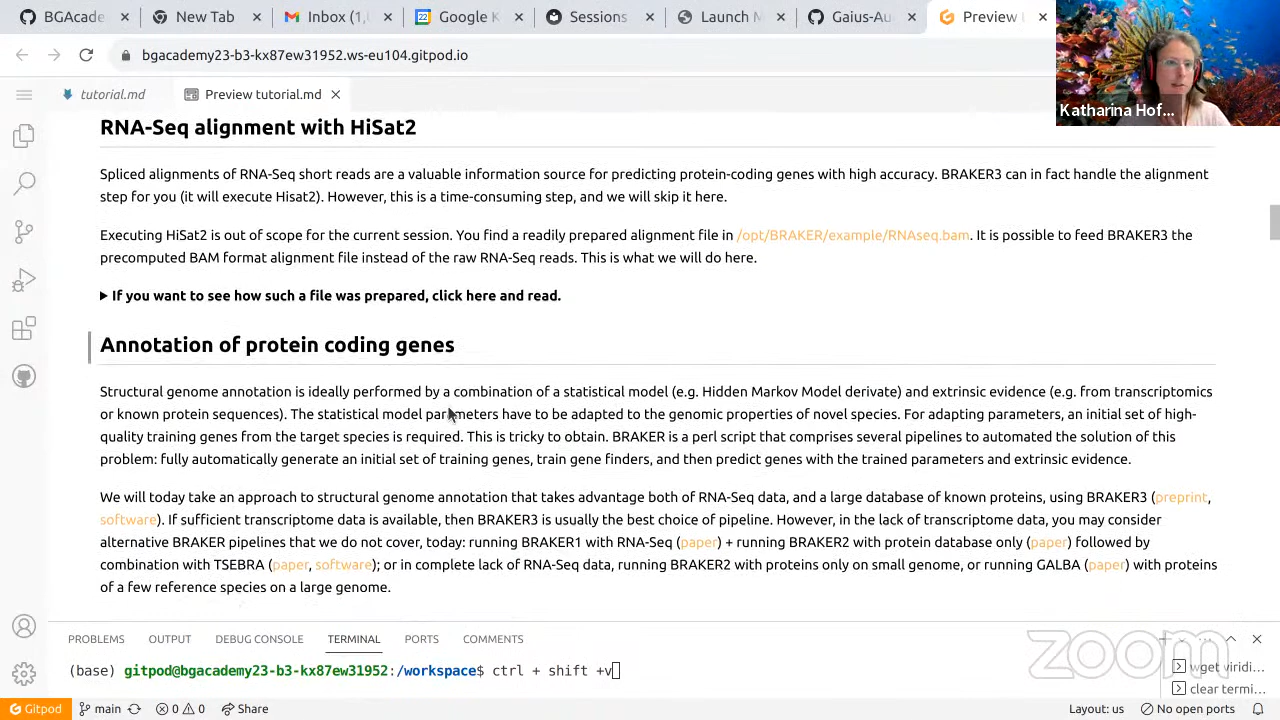 BGAcade
New Tab
Inbox (1,
Google K
Sessions
Launch M
Gaius-Au
Preview
bgacademy23-b3-kx87ew31952.ws-eu104.gitpod.io
Katharina Hof...
tutorial.md
Preview tutorial.md
RNA-Seq alignment with HiSat2
Spliced alignments of RNA-Seq short reads are a valuable information source for predicting protein-coding genes with high accuracy. BRAKER3 can in fact handle the alignment
step for you (it will execute Hisat2). However, this is a time-consuming step, and we will skip it here.
Executing HiSat2 is out of scope for the current session. You find a readily prepared alignment file in /opt/BRAKER/example/RNAseq.bam. It is possible to feed BRAKER3 the
precomputed BAM format alignment file instead of the raw RNA-Seq reads. This is what we will do here.
If you want to see how such a file was prepared, click here and read.
Annotation of protein coding genes
Structural genome annotation is ideally performed by a combination of a statistical model (e.g. Hidden Markov Model derivate) and extrinsic evidence (e.g. from transcriptomics
or known protein sequences). The statistical model parameters have to be adapted to the genomic properties of novel species. For adapting parameters, an initial set of high-
quality training genes from the target species is required. This is tricky to obtain. BRAKER is a perl script that comprises several pipelines to automated the solution of this
problem: fully automatically generate an initial set of training genes, train gene finders, and then predict genes with the trained parameters and extrinsic evidence.
We will today take an approach to structural genome annotation that takes advantage both of RNA-Seq data, and a large database of known proteins, using BRAKER3 (preprint,
software). If sufficient transcriptome data is available, then BRAKER3 is usually the best choice of pipeline. However, in the lack of transcriptome data, you may consider
alternative BRAKER pipelines that we do not cover, today: running BRAKER1 with RNA-Seq (paper) + running BRAKER2 with protein database only (paper) followed by
combination with TSEBRA (paper, software); or in complete lack of RNA-Seq data, running BRAKER2 with proteins only on small genome, or running GALBA (paper) with proteins
of a few reference species on a large genome.
PROBLEMS OUTPUT DEBUG CONSOLE TERMINAL PORTS COMMENTS
zoom
(base) gitpod@bgacademy23-b3-kx87ew31952:/workspace$ ctrl + shift +v
wget viridi...
clear termi...
Gitpod main 0 0 Share Layout: us No open ports